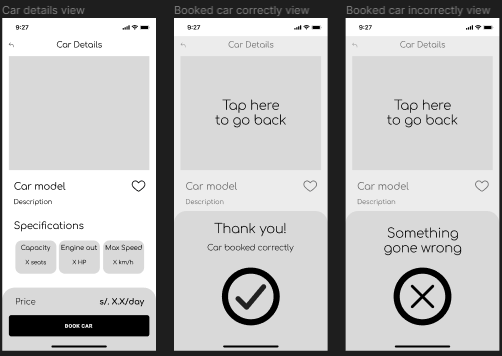 Car details view
9:27
Car Details
Car model
Description
Specifications
Capacity
X seats
Engine out
X HP
Max Speed
X km/h
Price
s/. X.X/day
BOOK CAR
Booked car correctly view
9:27
Car Details
Tap here
to go back
Car model
Description
Thank you!
Car booked correctly
Booked car incorrectly view
9:27
Car Details
Tap here
to go back
Car model
Description
Something
gone wrong